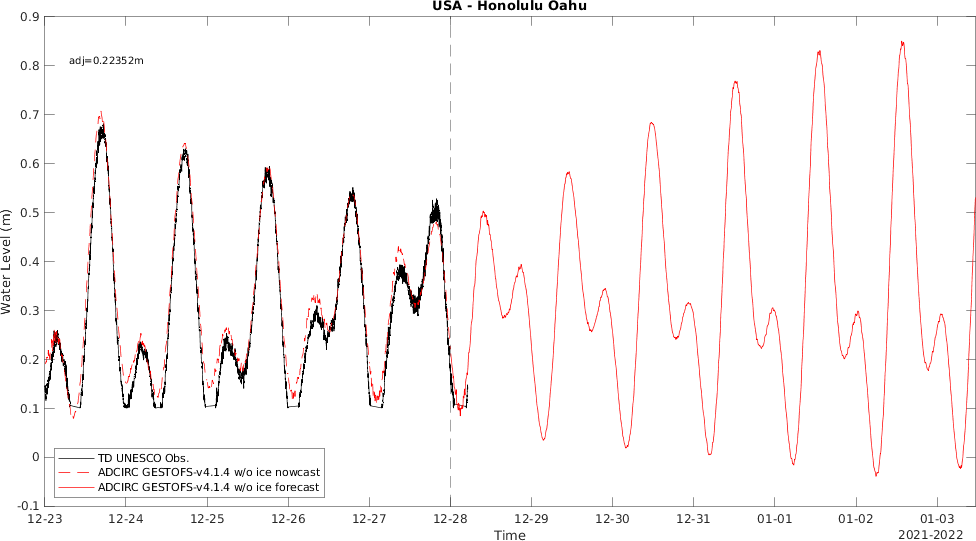 USA - Honolulu Oahu
adj=0.22352m
Water Level (m)
0.9
0.8
0.7
0.6
0.5
0.4
0.3
0.2
0.1
0
-0.1
TD UNESCO Obs.
ADCIRC GESTOFS-v4.1.4 w/o ice nowcast
ADCIRC GESTOFS-v4.1.4 w/o ice forecast
12-23 12-24 12-25 12-26 12-27 12-28 12-29 12-30 12-31 01-01 01-02 01-03
Time
2021-2022